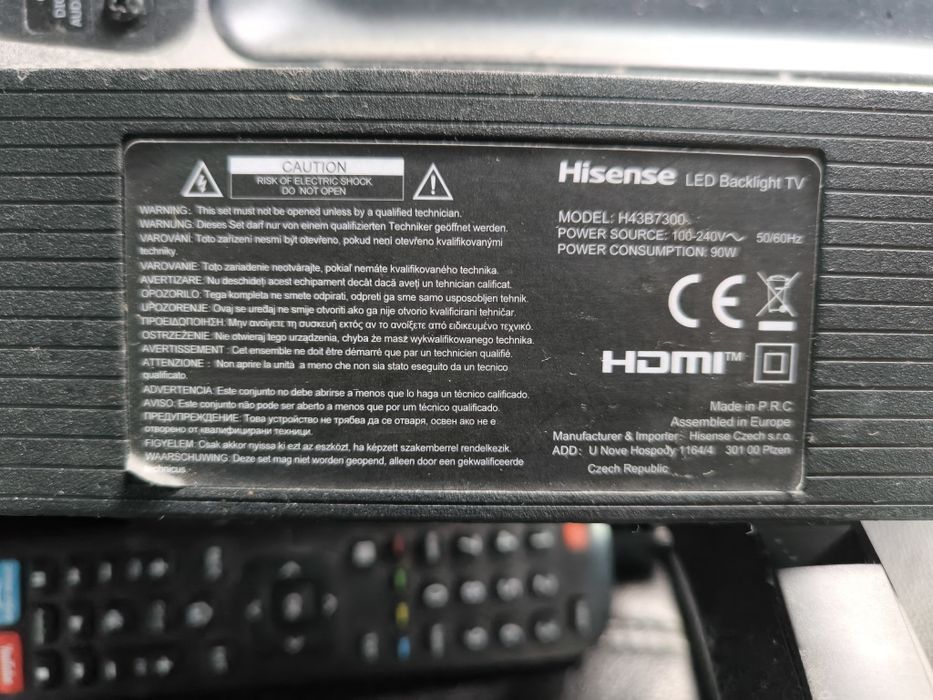 CAUTION
RISK OF ELECTRIC SHOCK
DO NOT OPEN
WARNING: This set must not be opened unless by a qualified technician.
WARNUNG: Dieses Set darf nur von einem qualifizierten Techniker geöffnet werden.
VAROVÁNÍ: Toto zařízení nesmí být otevřeno, pokud není otevřeno kvalifikovanými
techniky.
VAROVANIE: Toto zariadenie neotvárajte, pokiaľ nemáte kvalifikovaného technika.
AVERTIZARE: Nu deschideți acest echipament decât dacă aveți un tehnician calificat.
OPOZORILO: Tega kompleta ne smete odpirati, odpreti ga sme samo usposobljen tehnik.
UPOZORENJE: Ovaj se uređaj ne smije otvoriti ako ga nije otvorio kvalificirani tehničar.
ΠΡΟΕΙΔΟΠΟΙΗΣΗ: Μην ανοίγετε τη συσκευή εκτός αν το ανοίξετε από ειδικευμένο τεχνικό.
OSTRZEŻENIE: Nie otwieraj tego urządzenia, chyba że masz wykwalifikowanego technika.
AVERTISSEMENT : Cet ensemble ne doit être démarré que par un technicien qualifié.
ATTENZIONE : Non aprire la unità a meno che non sia stato eseguito da un tecnico
qualificato.
ADVERTENCIA: Este conjunto no debe abrirse a menos que lo haga un técnico calificado.
AVISO: Este conjunto não pode ser aberto a menos que por um técnico qualificado.
ПРЕДУПРЕЖДЕНИЕ: Това устройство не трябва да се отваря, освен ако не е
отворено от квалифицирани техници.
FIGYELEM: Csak akkor nyissa ki ezt az eszközt, ha képzett szakemberrel rendelkezik.
WAARSCHUWING: Deze set mag niet worden geopend, alleen door een gekwalificeerde
technicus.
Hisense LED Backlight TV
MODEL: H43B7300
POWER SOURCE: 100-240V~ 50/60Hz
POWER CONSUMPTION: 90W
CE
HDMI™
Made in P.R.C
Assembled in Europe
Manufacturer & Importer: Hisense Czech s.r.o.
ADD: U Nove Hospody 1164/4 301 00 Plzen
Czech Republic